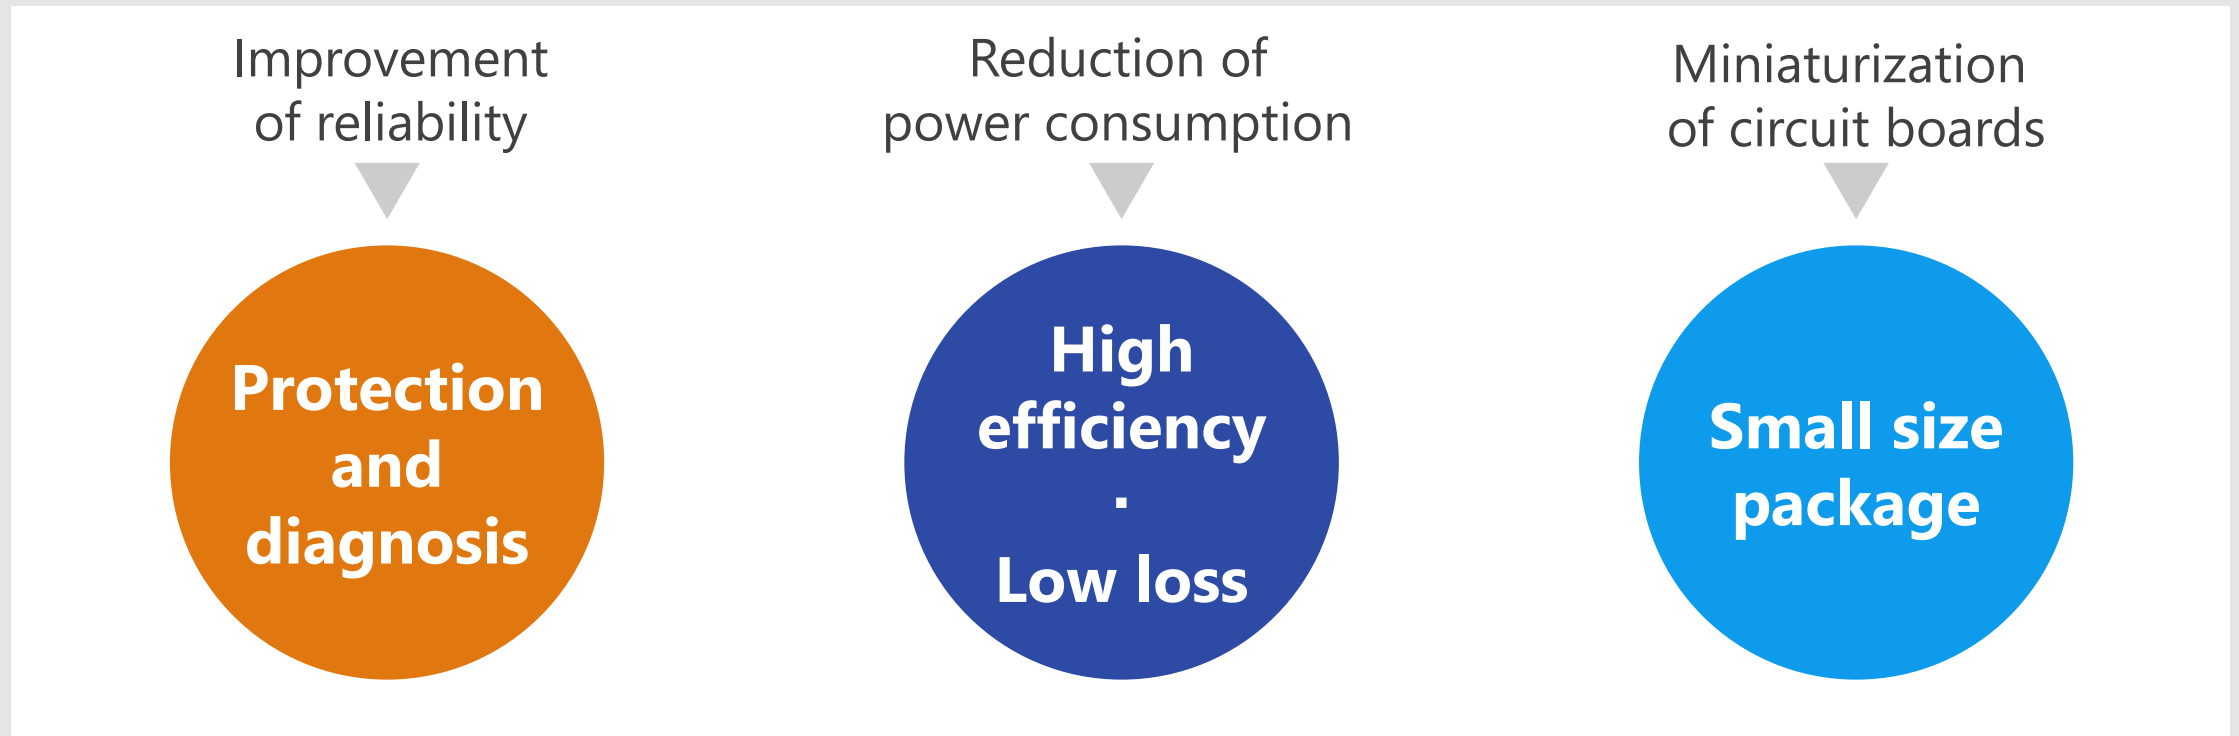 Improvement
of reliability
Reduction of
power consumption
Miniaturization
of circuit boards
Protection
and
diagnosis
High
efficiency
·
Low loss
Small size
package